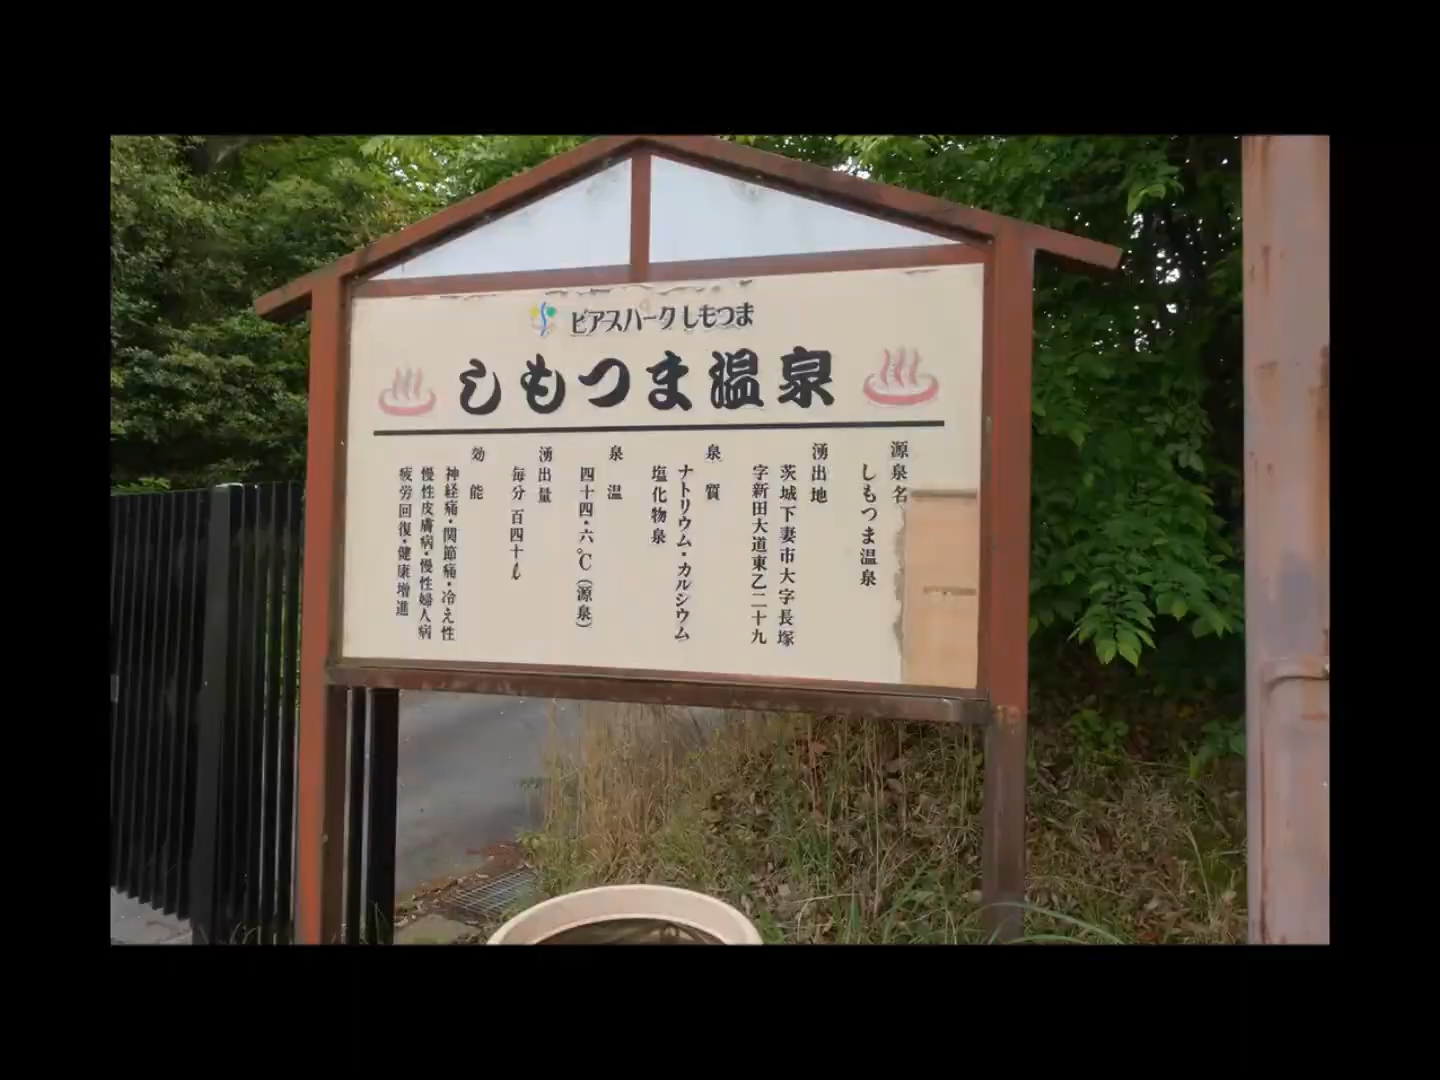 ビアスパークしもつま
しもつま温泉
源泉名
しもつま温泉
湧出地
茨城下妻市大字長塚
字新田大道東乙二十九
泉質
ナトリウム・カルシウム
塩化物泉
泉温
四十四・六℃(源泉)
湧出量
毎分 百四十ℓ
効能
神経痛・関節痛・冷え性
慢性皮膚病・慢性婦人病
疲労回復・健康増進